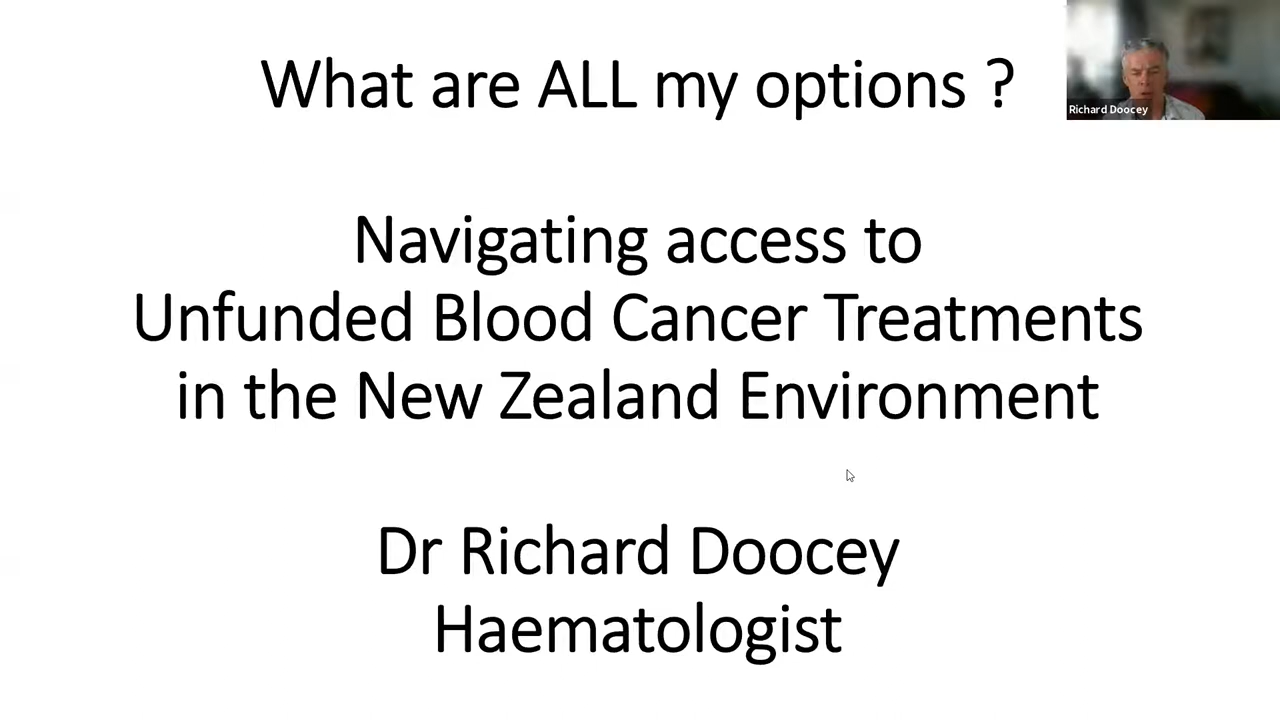 What are ALL my options ?
Richard Doocey
Navigating access to
Unfunded Blood Cancer Treatments
in the New Zealand Environment
Dr Richard Doocey
Haematologist